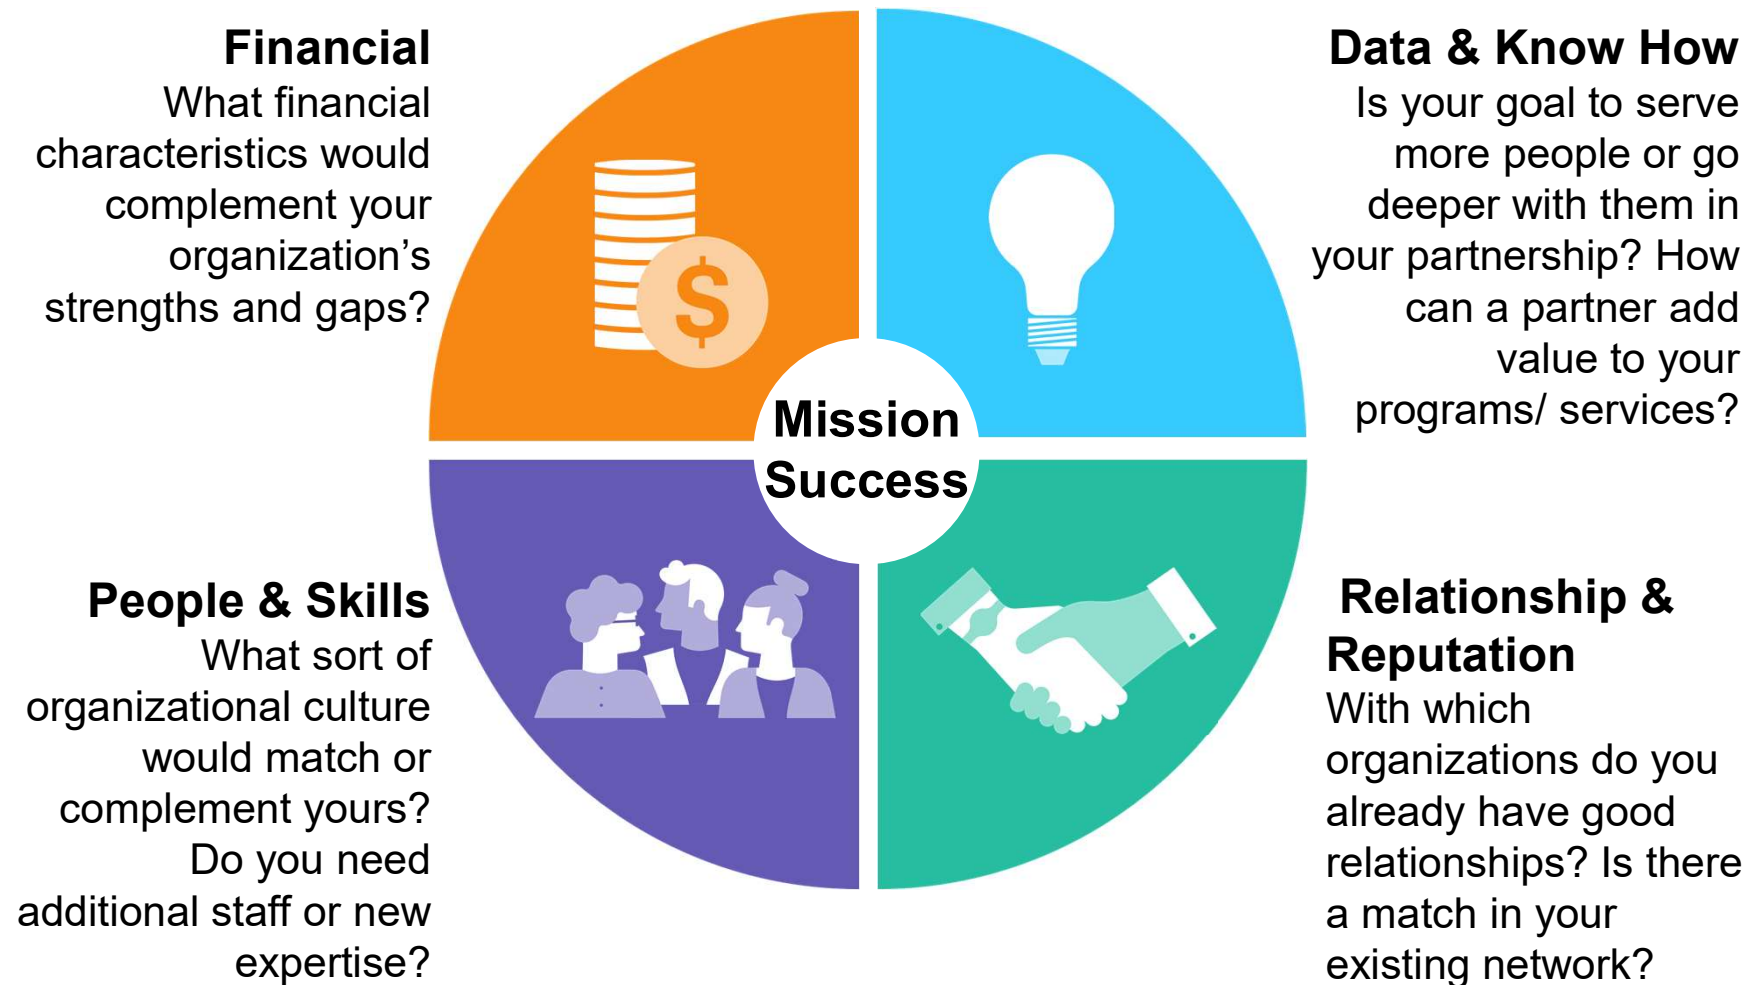 Financial
What financial
characteristics would
complement your
organization’s
strengths and gaps?
Data & Know How
Is your goal to serve
more people or go
deeper with them in
your partnership? How
can a partner add
value to your
programs/ services?
$
Mission
Success
People & Skills
What sort of
organizational culture
would match or
complement yours?
Do you need
additional staff or new
expertise?
Relationship &
Reputation
With which
organizations do you
already have good
relationships? Is there
a match in your
existing network?